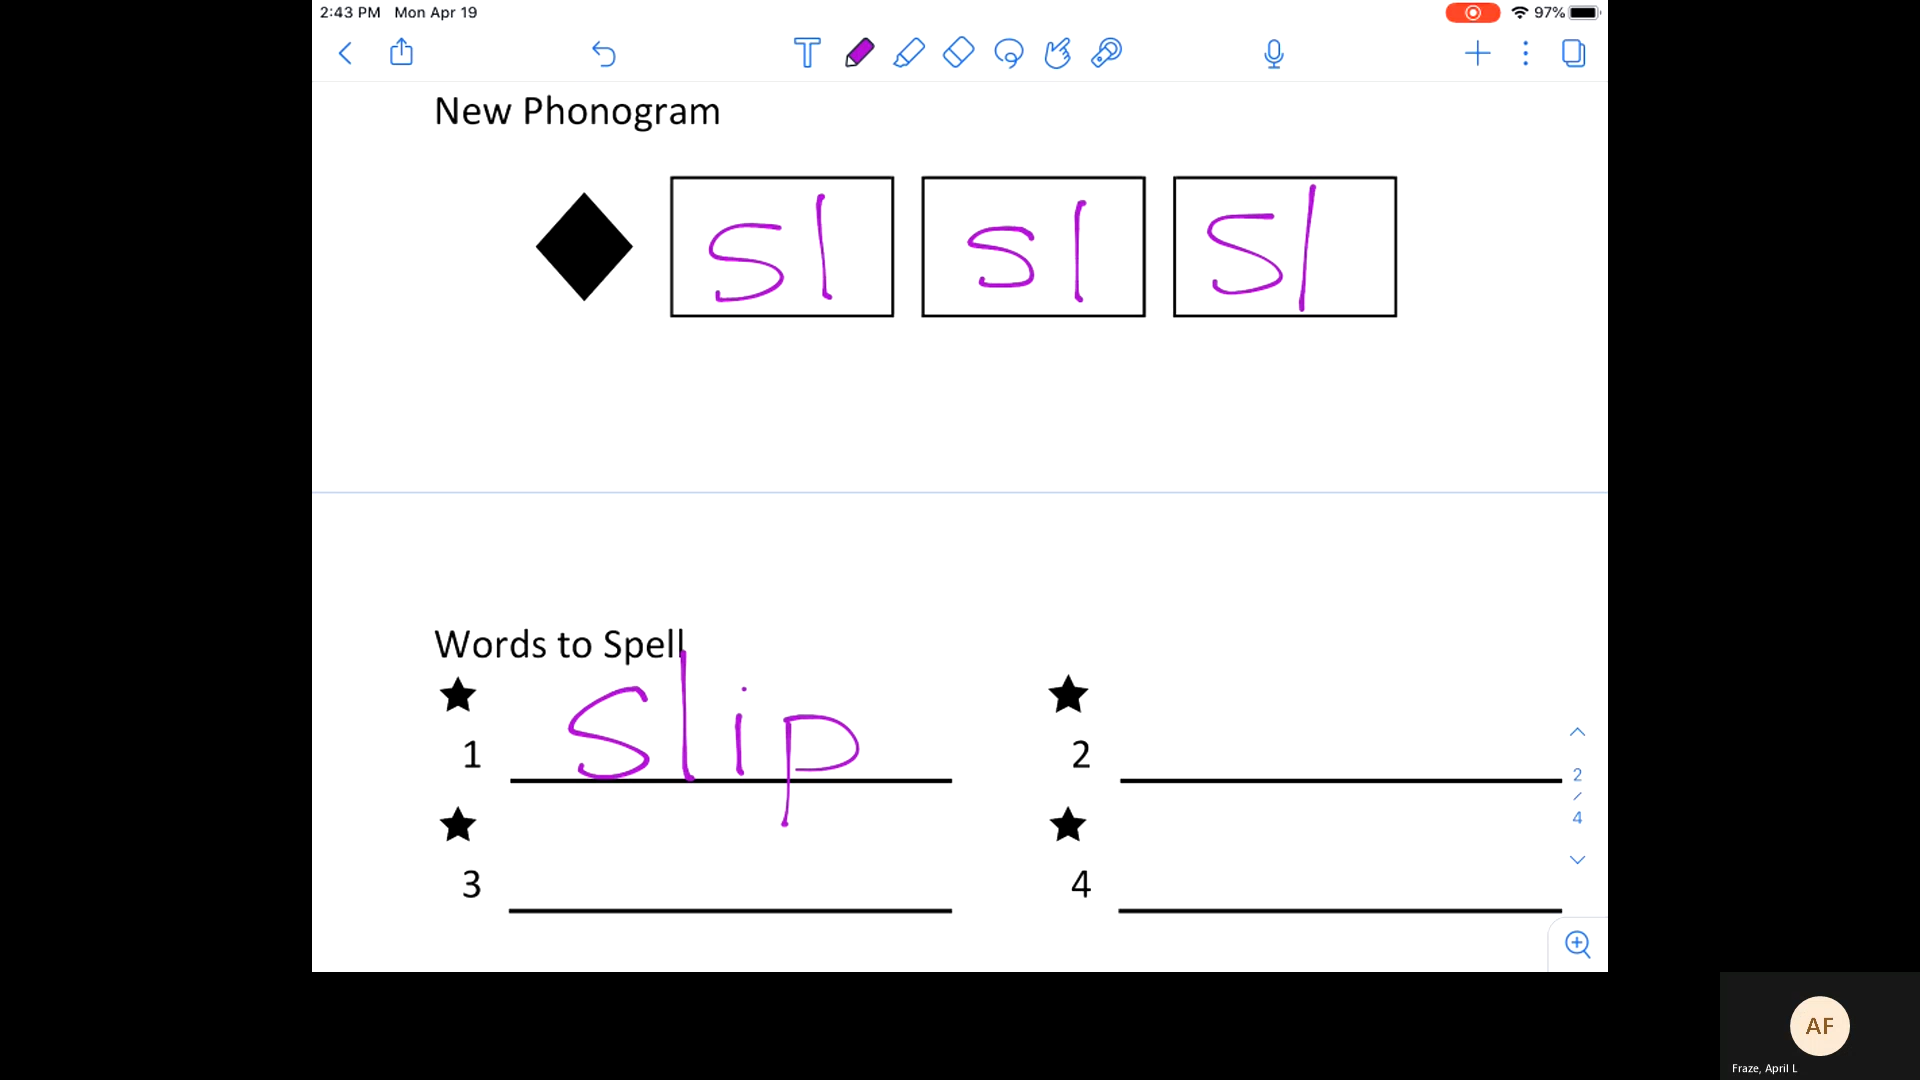 2:43 PM Mon Apr 19 97%
T
New Phonogram
sl sl sl
Words to Spell
1 slip 2
3 4
2
/
4
AF
Fraze, April L